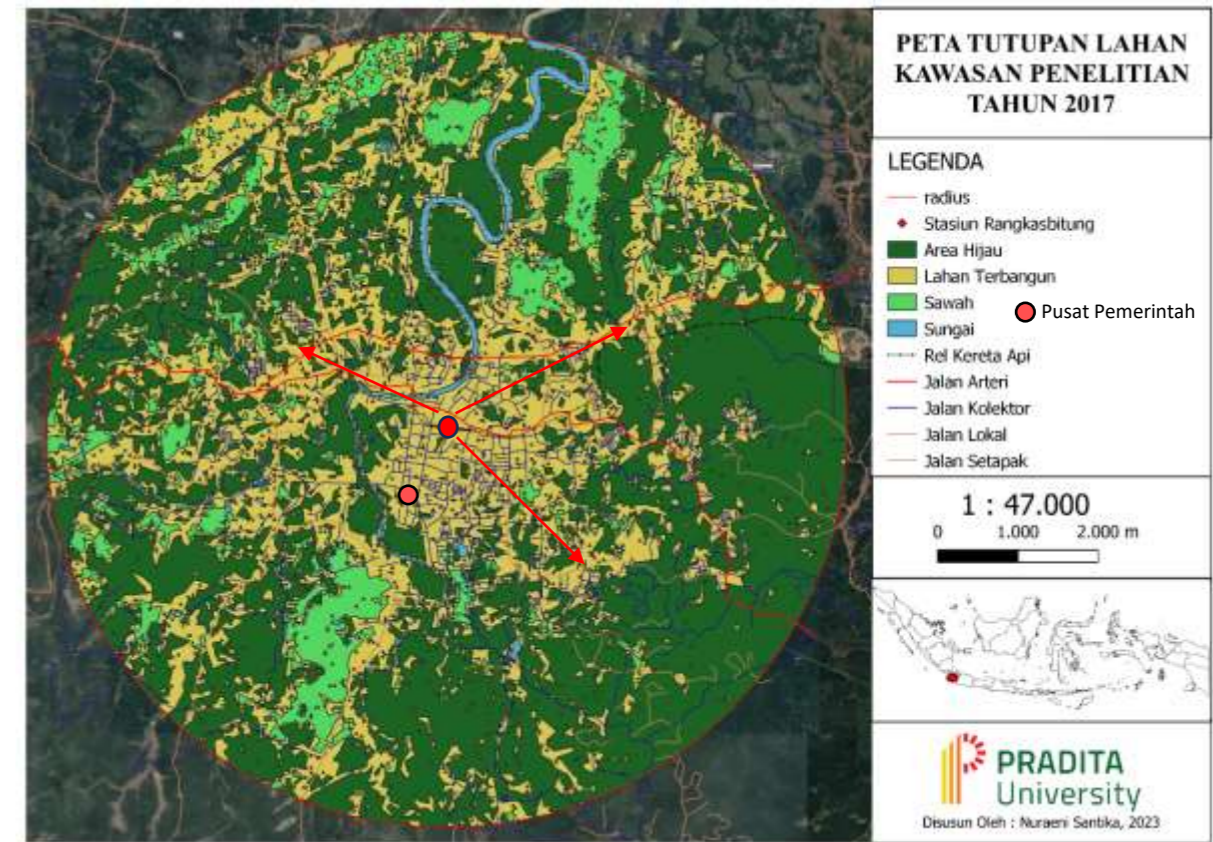 PETA TUTUPAN LAHAN
KAWASAN PENELITIAN
TAHUN 2017
LEGENDA
radius
Stasiun Rangkasbitung
Area Hijau
Lahan Terbangun
Sawah
Sungai
Pusat Pemerintah
Rel Kereta Api
Jalan Arteri
Jalan Kolektor
Jalan Lokal
Jalan Setapak
1 : 47.000
0 1.000 2.000 m
PRADITA
University
Disusun Oleh : Nuraeni Santika, 2023